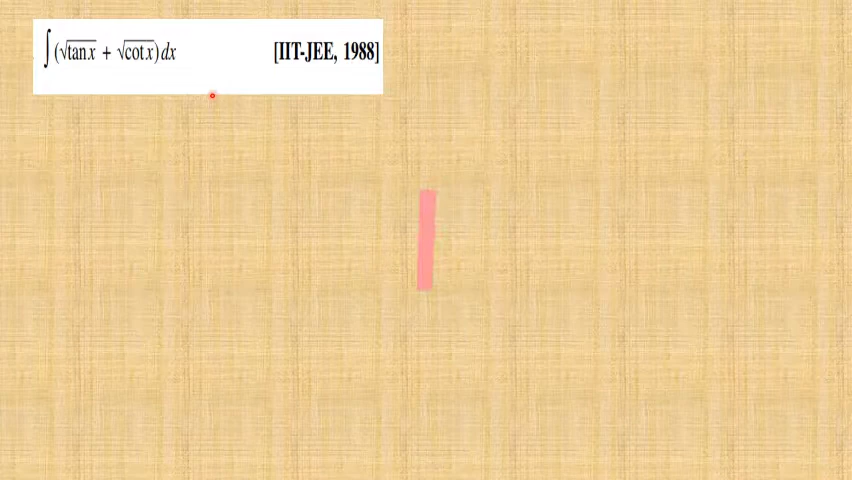 ∫(√tan x + √cot x) dx [IIT-JEE, 1988]